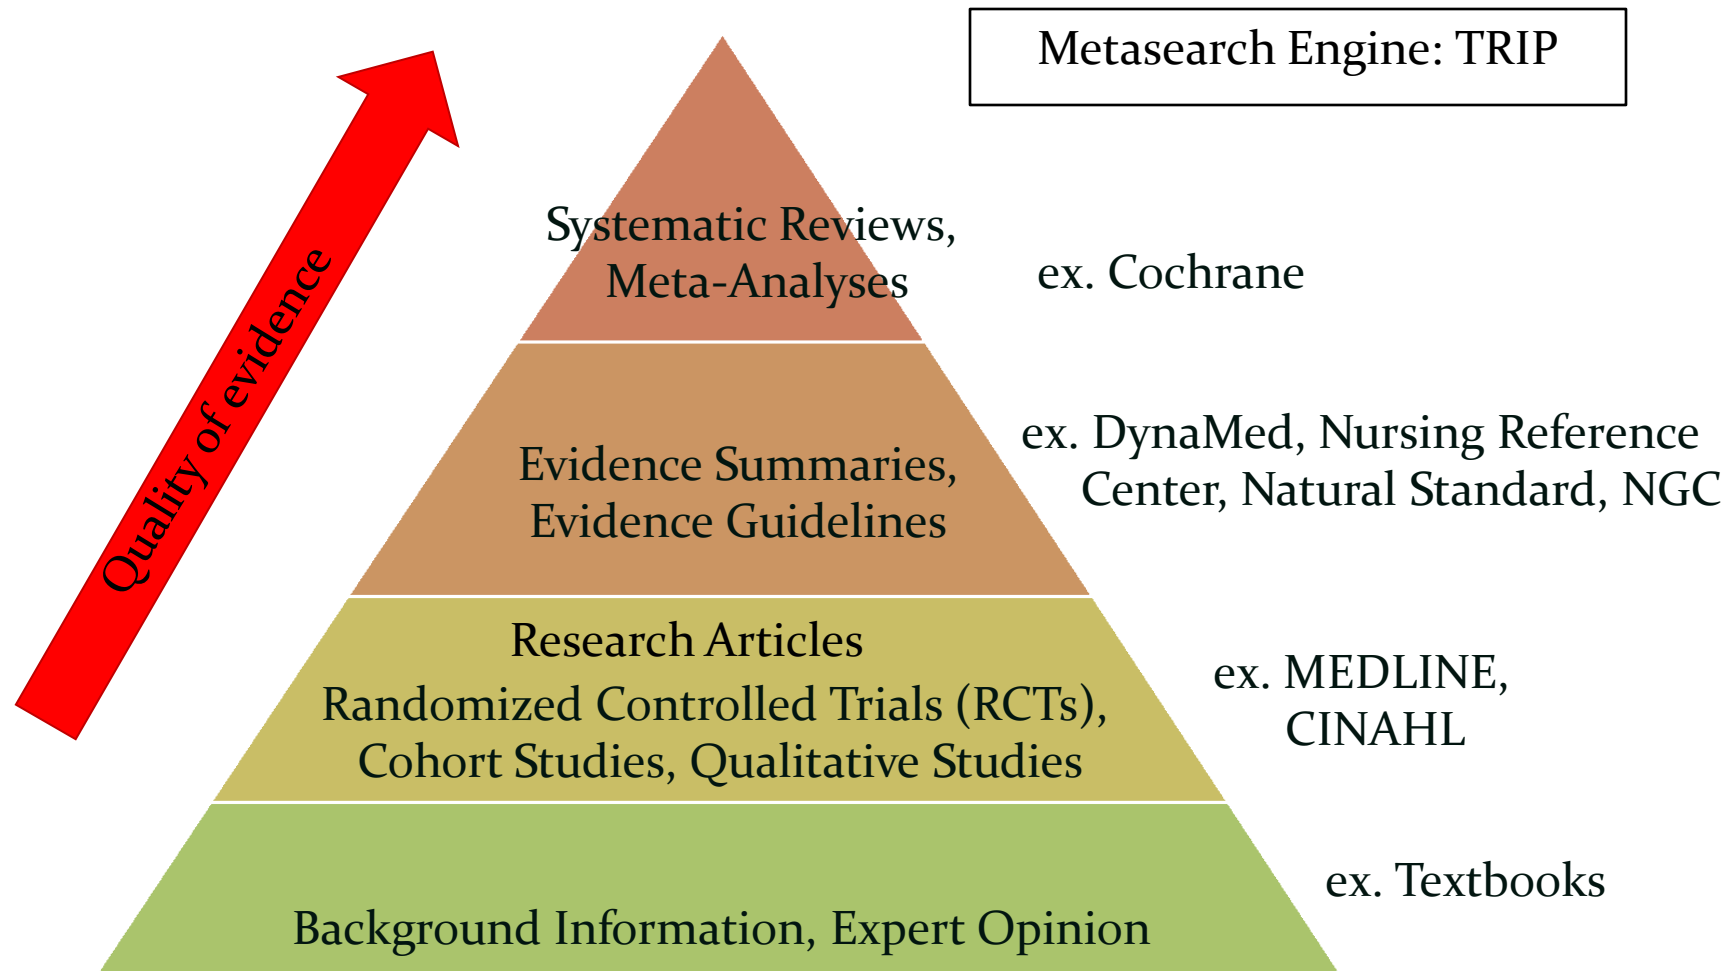 Metasearch Engine: TRIP
Quality of evidence
Systematic Reviews,
Meta-Analyses
ex. Cochrane
Evidence Summaries,
Evidence Guidelines
ex. DynaMed, Nursing Reference
Center, Natural Standard, NGC
Research Articles
Randomized Controlled Trials (RCTs),
Cohort Studies, Qualitative Studies
ex. MEDLINE,
CINAHL
Background Information, Expert Opinion
ex. Textbooks